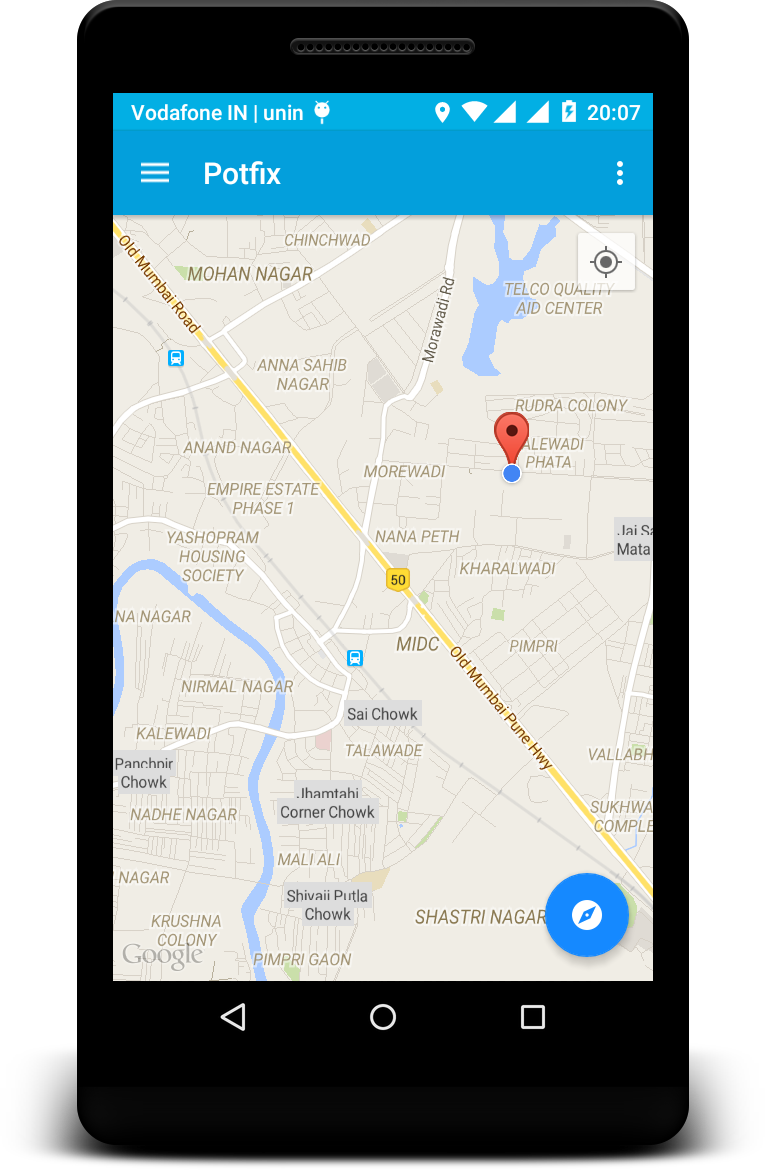 Vodafone IN | unin
20:07
Potfix
CHINCHWAD
Old Mumbai Road
MOHAN NAGAR
Morawadi Rd
TELCO QUALITY
AID CENTER
ANNA SAHIB
NAGAR
RUDRA COLONY
ANAND NAGAR
ALEWADI
PHATA
MOREWADI
EMPIRE ESTATE
PHASE 1
YASHOPRAM
HOUSING
SOCIETY
NANA PETH
Jai Sa
Mata
KHARALWADI
50
NA NAGAR
MIDC
PIMPRI
Old Mumbai Pune Hwy
NIRMAL NAGAR
Sai Chowk
KALEWADI
TALAWADE
VALLABH
Panchpir
Chowk
Jhamtahi
Corner Chowk
NADHE NAGAR
SUKHWA
COMPLE
MALI ALI
NAGAR
Shivaji Putla
Chowk
KRUSHNA
COLONY
SHASTRI NAGAR
Google
PIMPRI GAON